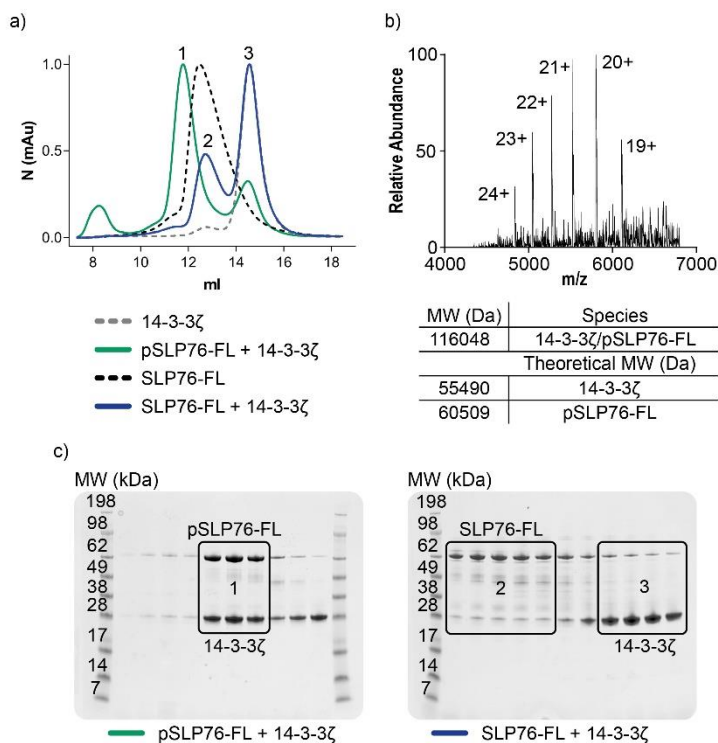 a)
1
3
2
1.0
0.5
0.0
N (mAu)
8
10
12
14
16
18
ml
14-3-3ζ
pSLP76-FL + 14-3-3ζ
SLP76-FL
SLP76-FL + 14-3-3ζ
b)
100
50
0
Relative Abundance
24+
23+
22+
21+
20+
19+
4000
5000
6000
7000
m/z
MW (Da) Species
116048 14-3-3ζ/pSLP76-FL
Theoretical MW (Da)
55490 14-3-3ζ
60509 pSLP76-FL
c)
MW (kDa)
198
98
62
49
38
28
17
14
7
pSLP76-FL
1
14-3-3ζ
pSLP76-FL + 14-3-3ζ
MW (kDa)
198
98
62
49
38
28
17
14
7
SLP76-FL
2
3
14-3-3ζ
SLP76-FL + 14-3-3ζ